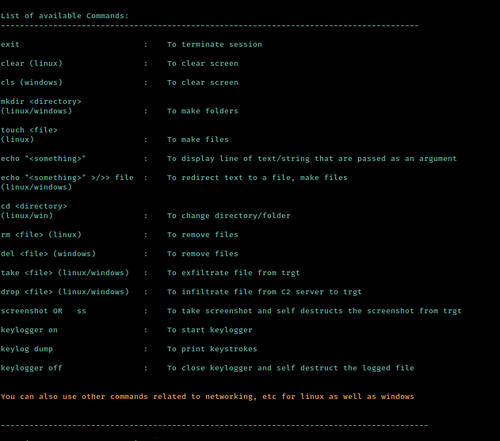 List of available Commands:
exit : To terminate session
clear (linux) : To clear screen
cls (windows) : To clear screen
mkdir <directory>
(linux/windows) : To make folders
touch <file>
(linux) : To make files
echo "<something>" : To display line of text/string that are passed as an argument
echo "<something>" >/>> file : To redirect text to a file, make files
(linux/windows)
cd <directory>
(linux/win) : To change directory/folder
rm <file> (linux) : To remove files
del <file> (windows) : To remove files
take <file> (linux/windows) : To exfiltrate file from trgt
drop <file> (linux/windows) : To infiltrate file from C2 server to trgt
screenshot OR ss : To take screenshot and self destructs the screenshot from trgt
keylogger on : To start keylogger
keylog dump : To print keystrokes
keylogger off : To close keylogger and self destruct the logged file
You can also use other commands related to networking, etc for linux as well as windows